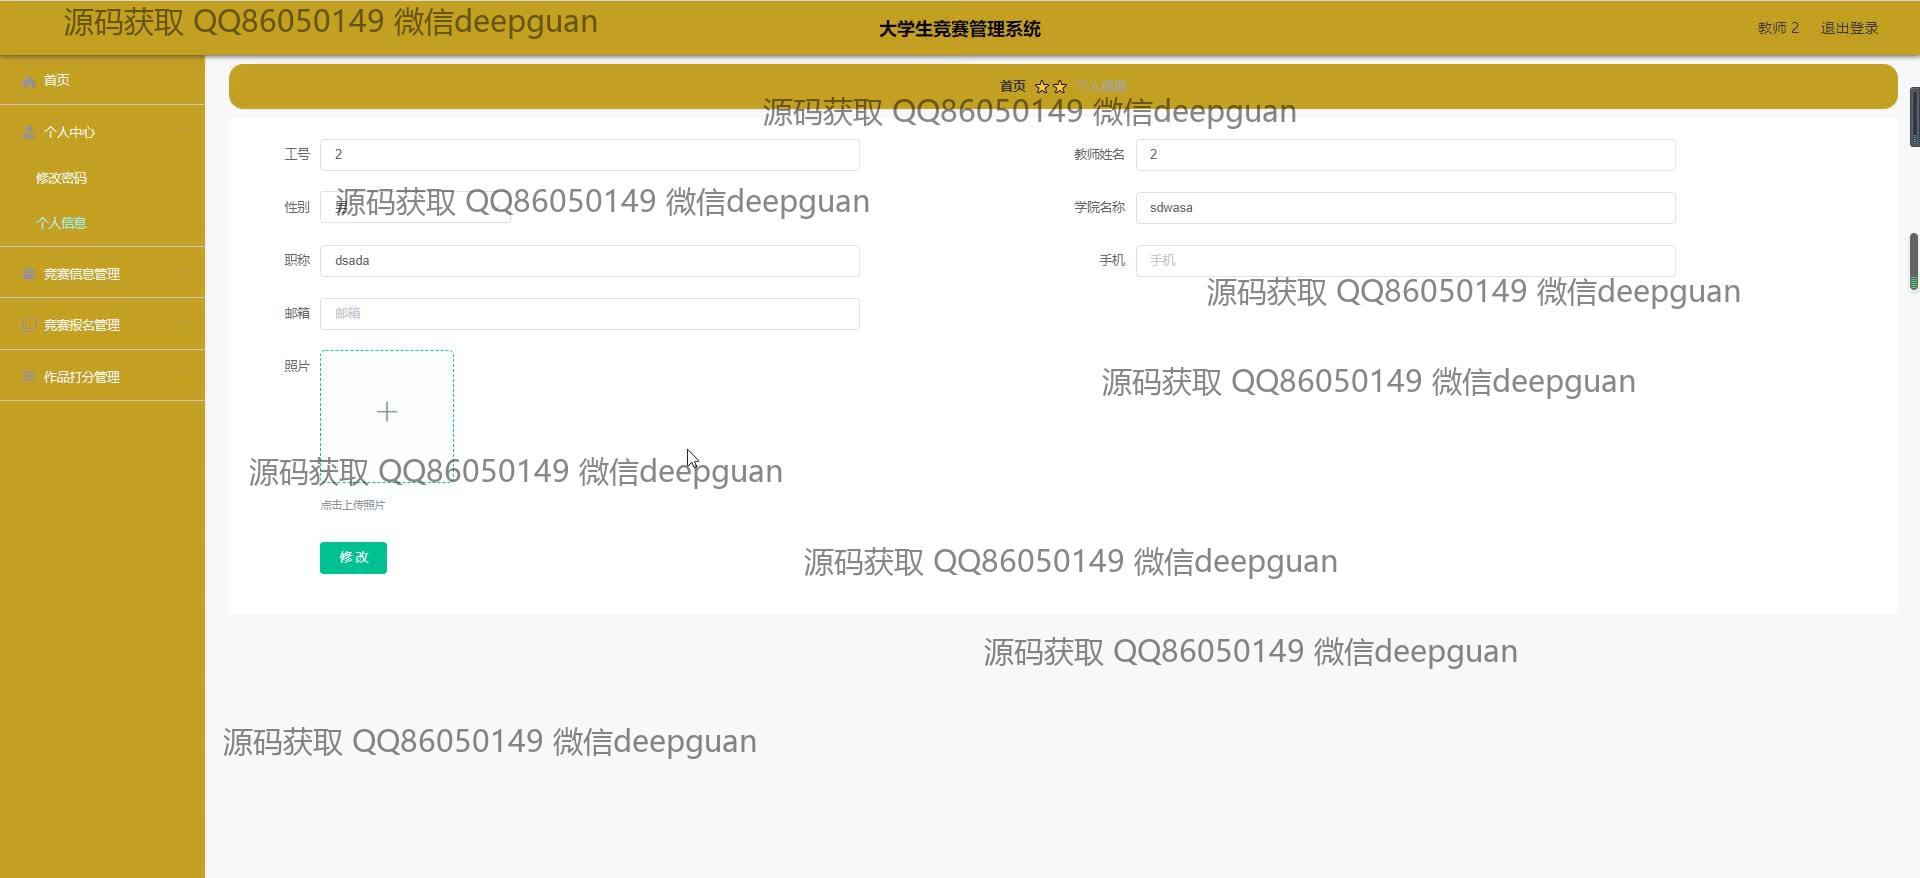 源码获取 QQ86050149 微信deepguan
大学生竞赛管理系统
教师 2 退出登录
首页
个人中心
修改密码
个人信息
竞赛信息管理
竞赛报名管理
作品打分管理
首页 ☆☆ 个人信息
源码获取 QQ86050149 微信deepguan
工号 2 教师姓名 2
源码获取 QQ86050149 微信deepguan
性别 男 学院名称 sdwasa
职称 dsada 手机 手机
源码获取 QQ86050149 微信deepguan
邮箱 邮箱
照片
源码获取 QQ86050149 微信deepguan
源码获取 QQ86050149 微信deepguan
点击上传照片
修改
源码获取 QQ86050149 微信deepguan
源码获取 QQ86050149 微信deepguan
源码获取 QQ86050149 微信deepguan